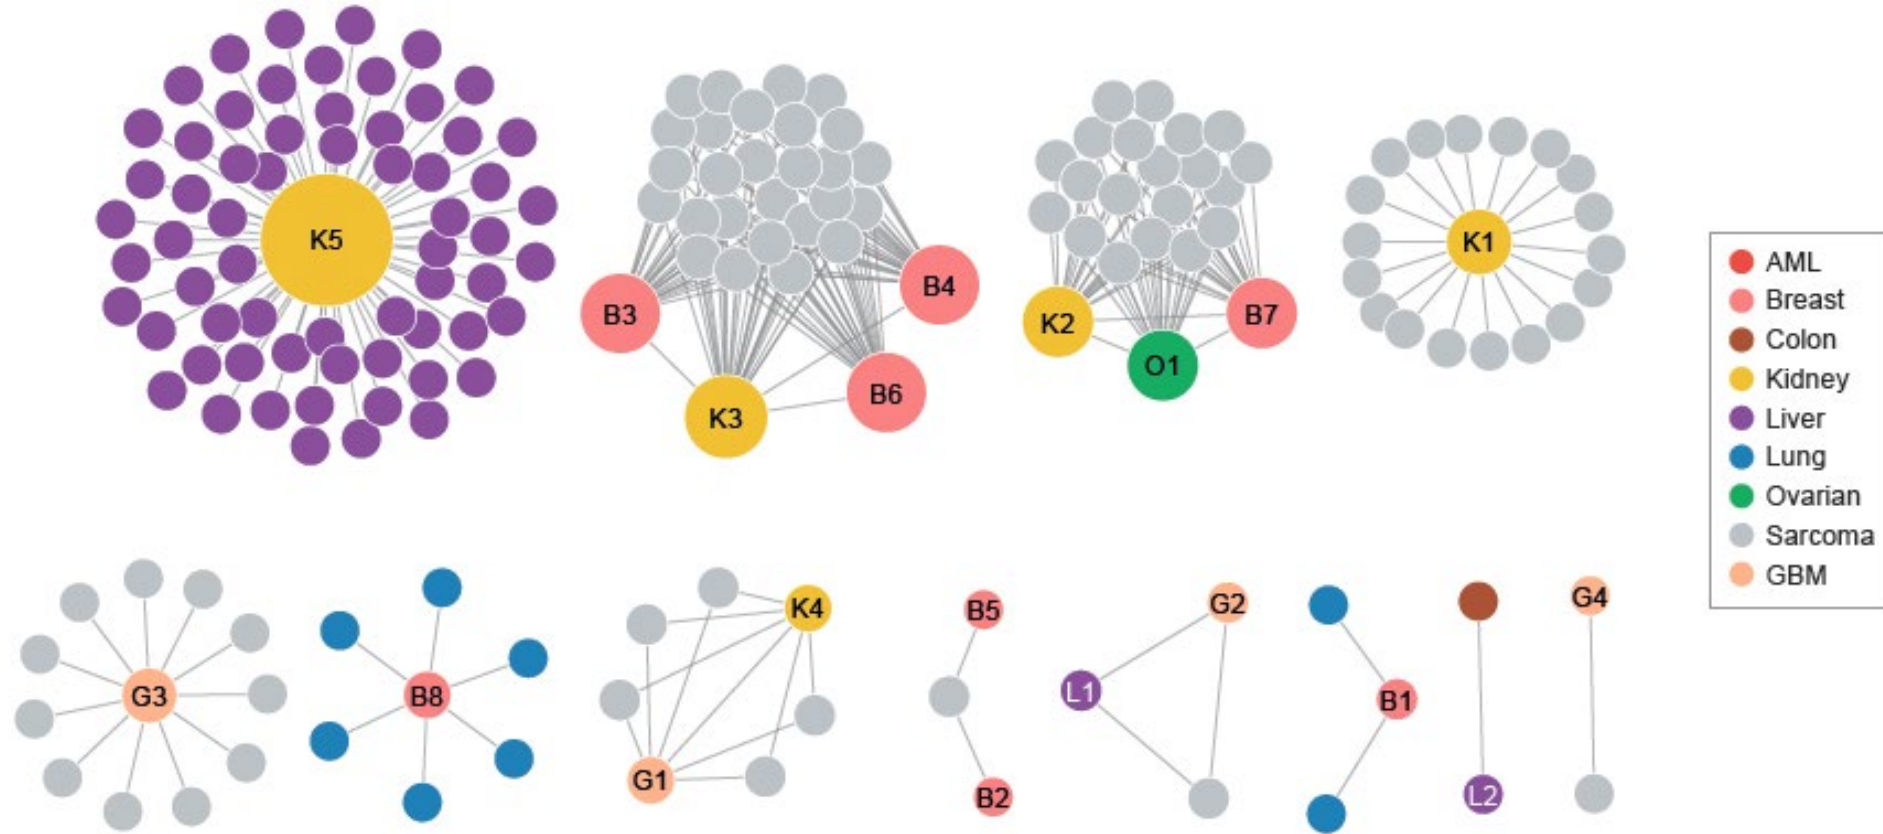 K5
B3
K3
B4
B6
K2
O1
B7
K1
AML
Breast
Colon
Kidney
Liver
Lung
Ovarian
Sarcoma
GBM
G3
B8
K4
G1
B5
B2
G2
L1
B1
L2
G4